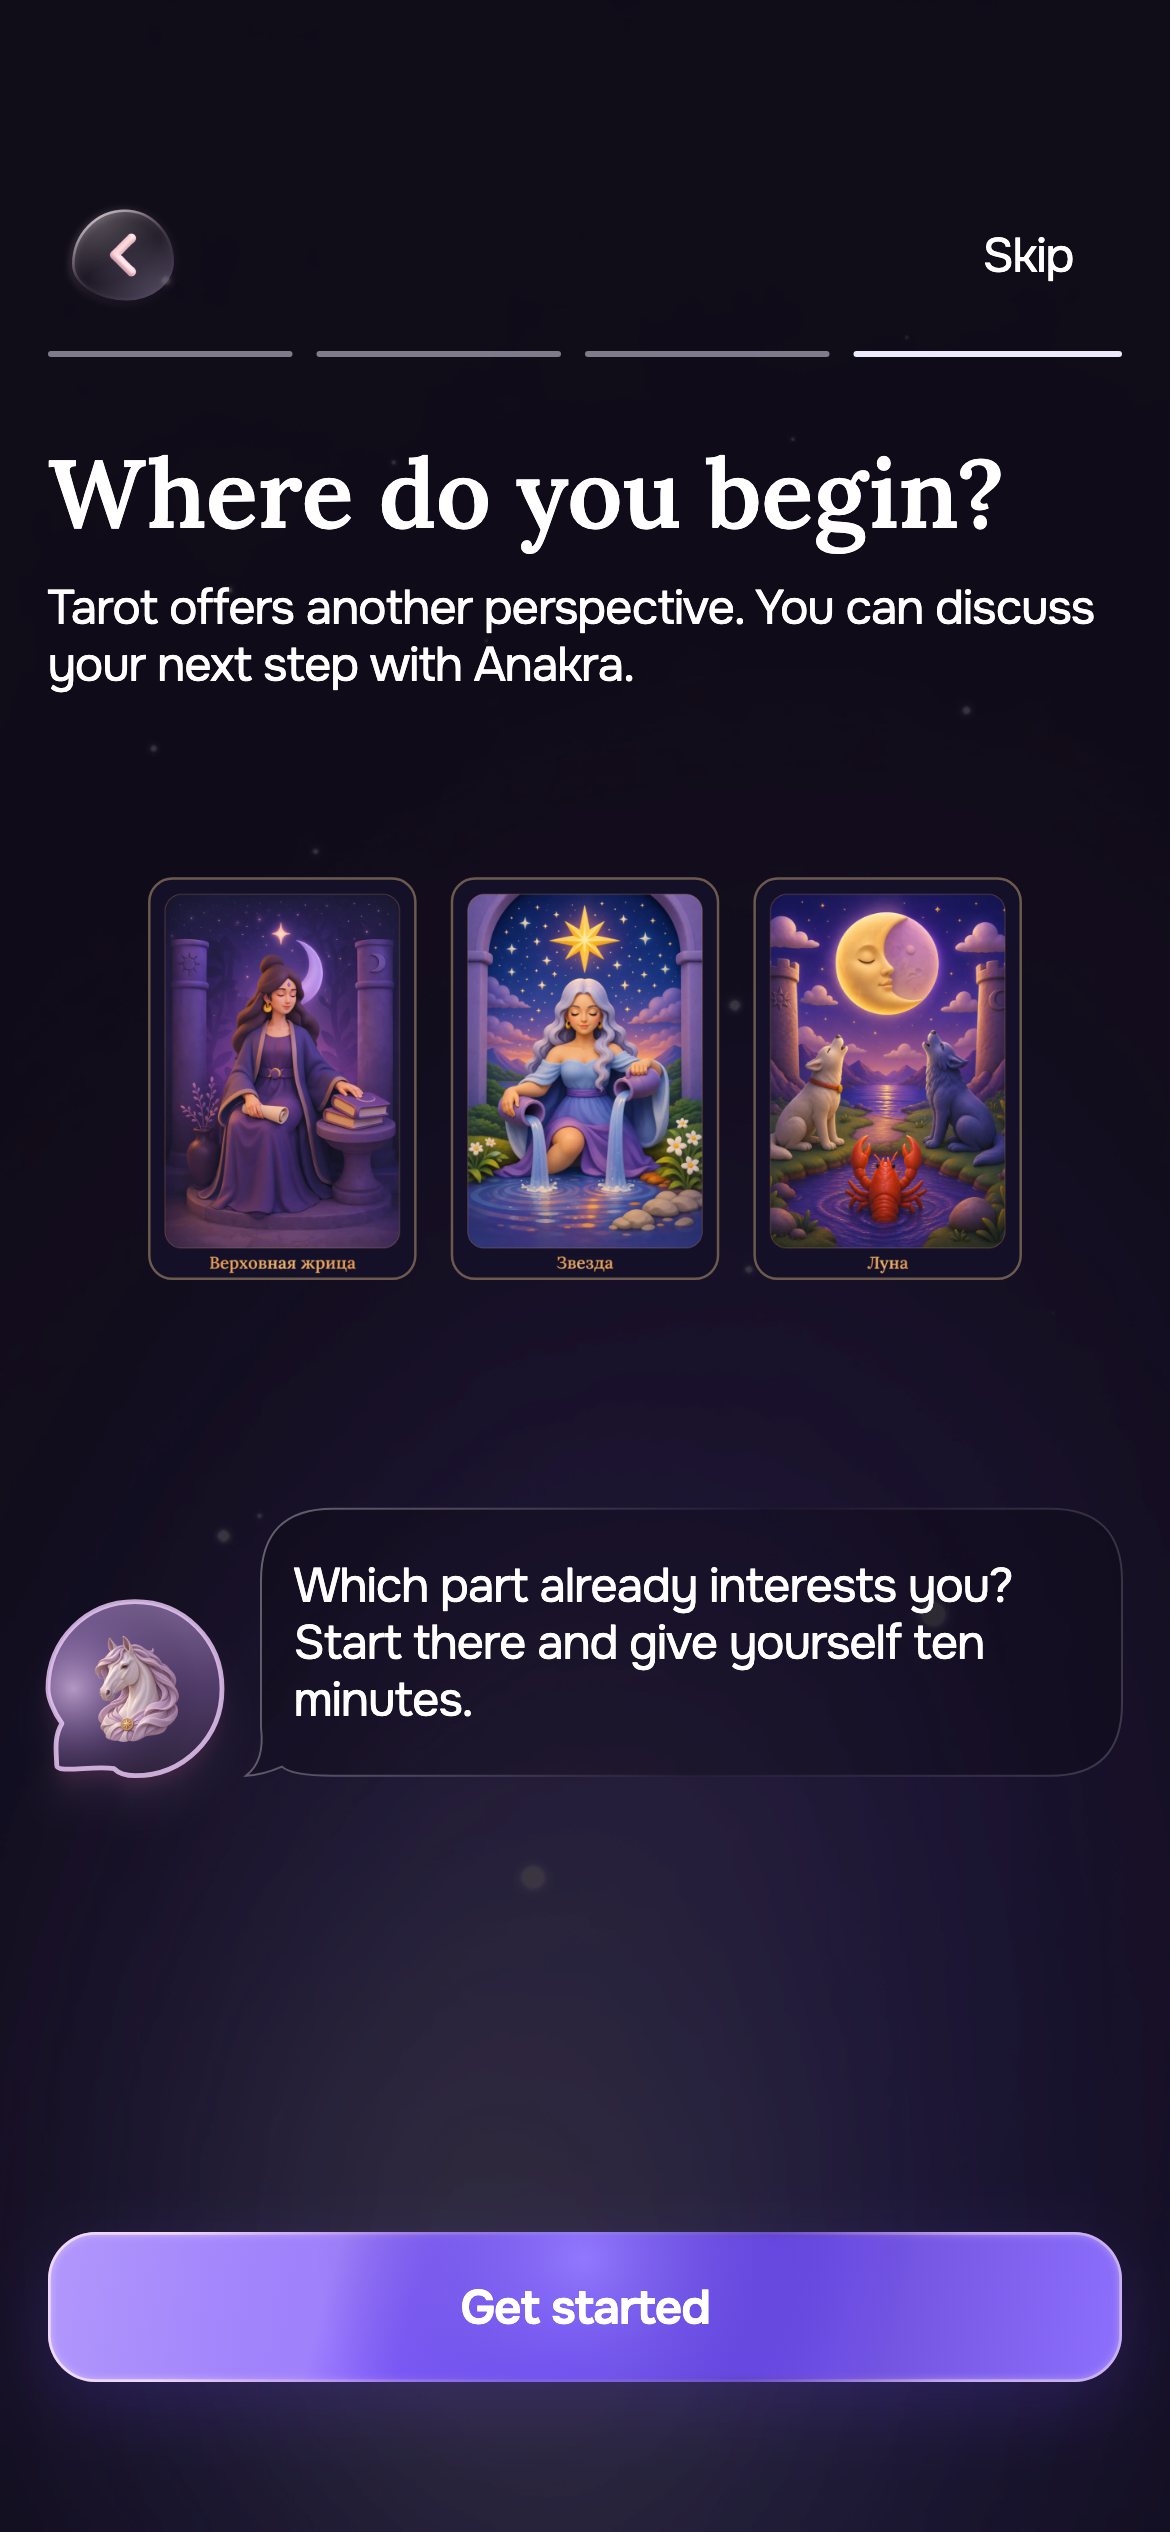 Skip
Where do you begin?
Tarot offers another perspective. You can discuss
your next step with Anakra.
Верховная жрица
Звезда
Луна
Which part already interests you?
Start there and give yourself ten
minutes.
Get started